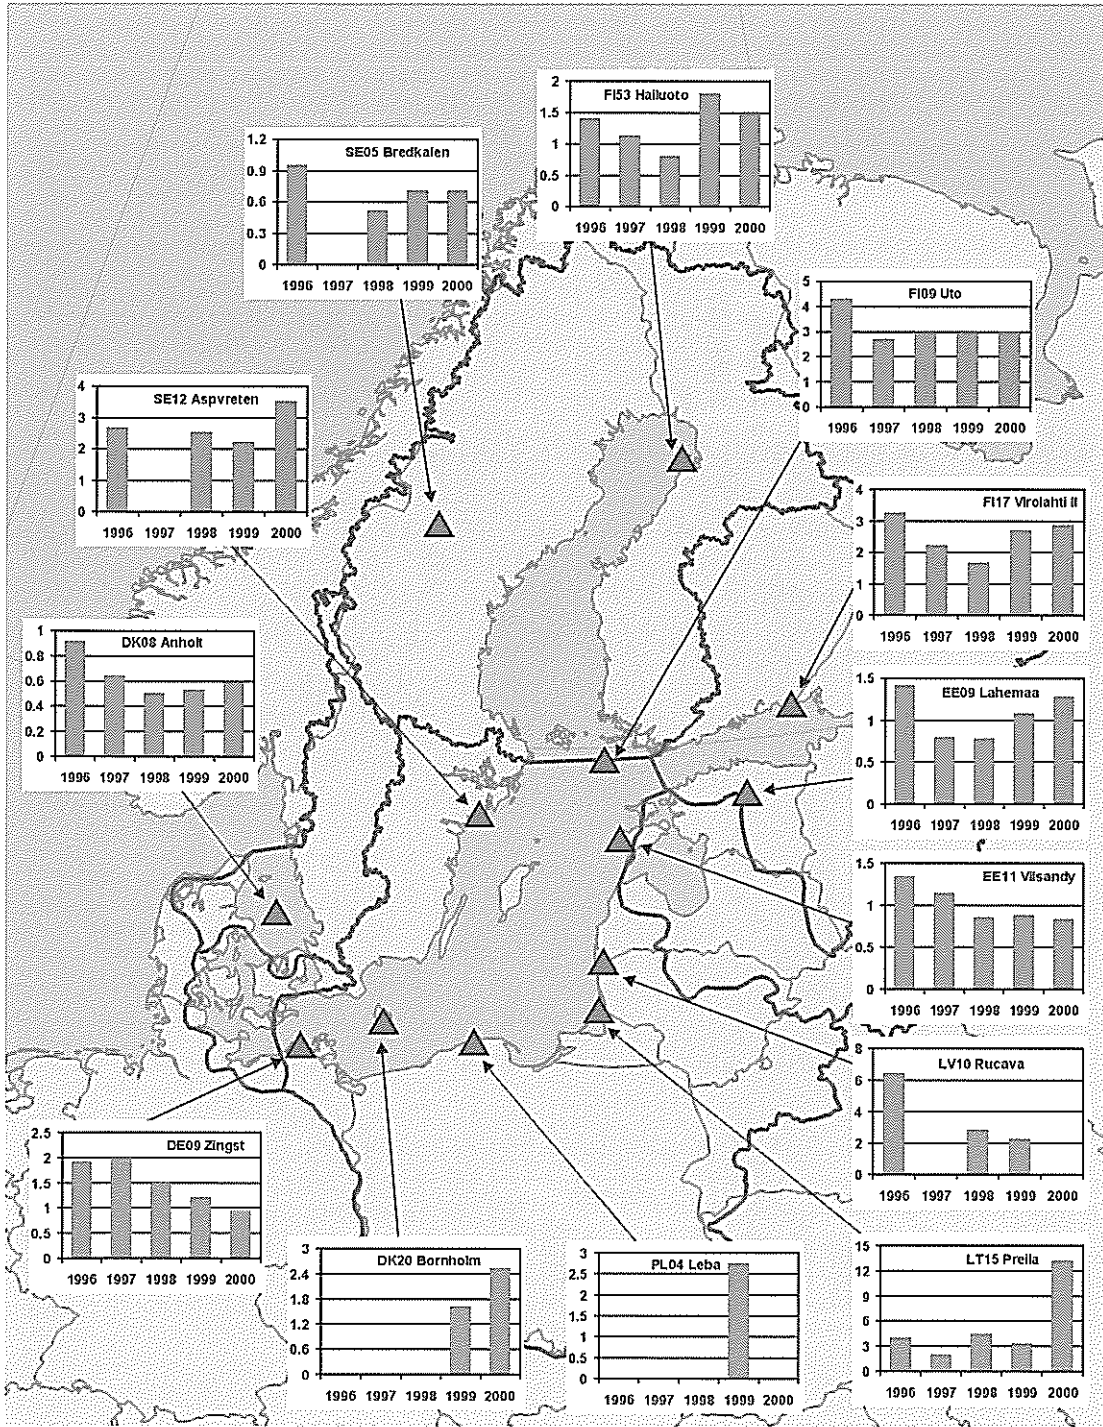 FI53 Hailuoto
2
1.5
1
0.5
0
1996 1997 1998 1999 2000
SE05 Bredkalen
1.2
0.9
0.6
0.3
0
1996 1997 1998 1999 2000
FI09 Uto
5
4
3
2
1
0
1996 1997 1998 1999 2000
SE12 Aspvreten
4
3
2
1
0
1996 1997 1998 1999 2000
FI17 Virolahti II
4
3
2
1
0
1996 1997 1998 1999 2000
DK08 Anholt
1
0.8
0.6
0.4
0.2
0
1996 1997 1998 1999 2000
EE09 Lahemaa
1.5
1
0.5
0
1996 1997 1998 1999 2000
EE11 Vilsandy
1.5
1
0.5
0
1996 1997 1998 1999 2000
LV10 Rucava
8
6
4
2
0
1996 1997 1998 1999 2000
DE09 Zingst
2.5
2
1.5
1
0.5
0
1996 1997 1998 1999 2000
DK20 Bornholm
3
2.4
1.8
1.2
0.6
0
1996 1997 1998 1999 2000
PL04 Leba
3
2.5
2
1.5
1
0.5
0
1996 1997 1998 1999 2000
LT15 Preila
15
12
9
6
3
0
1996 1997 1998 1999 2000